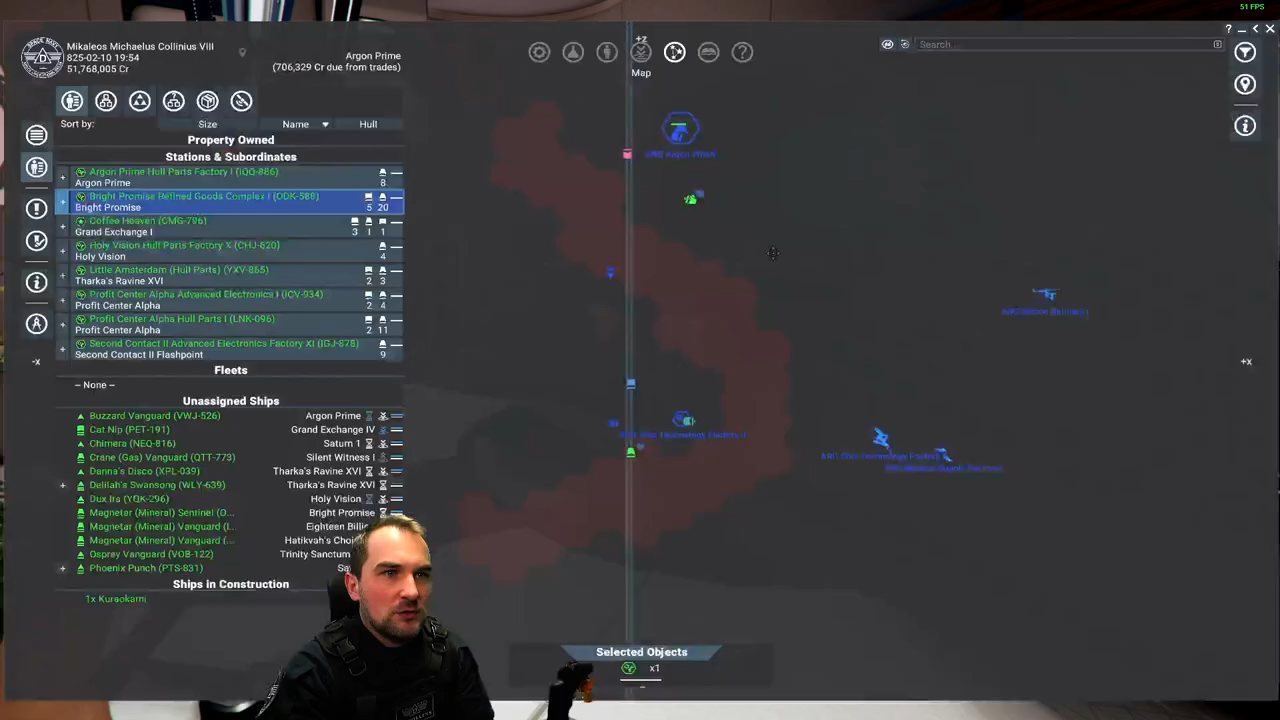 51 FPS
Mikaleos Michaelus Collinius VIII
825-02-10 19:54
51,768,005 Cr
Argon Prime
(706,329 Cr due from trades)
+z
Map
Search...
Sort by: Size Name Hull
Property Owned
Stations & Subordinates
Argon Prime Hull Parts Factory I (IQQ-886)
Argon Prime 8
Bright Promise Refined Goods Complex I (ODK-588)
Bright Promise 5 20
Coffee Heaven (CMG-796)
Grand Exchange I 3 1 1
Holy Vision Hull Parts Factory X (CHJ-820)
Holy Vision 4
Little Amsterdam (Hull Parts) (YXV-865)
Tharka's Ravine XVI 2 3
Profit Center Alpha Advanced Electronics I (ICV-934)
Profit Center Alpha 2 4
Profit Center Alpha Hull Parts I (LNK-096)
Profit Center Alpha 2 11
Second Contact II Advanced Electronics Factory XI (IGJ-878)
Second Contact II Flashpoint 9
-x
+x
Fleets
-- None --
Unassigned Ships
Buzzard Vanguard (VWJ-526) Argon Prime
Cat Nip (PET-191) Grand Exchange IV
Chimera (NEQ-816) Saturn 1
Crane (Gas) Vanguard (QTT-773) Silent Witness I
Danna's Disco (XPL-039) Tharka's Ravine XVI
Delilah's Swansong (WLY-639) Tharka's Ravine XVI
Dux Ira (YQK-296) Holy Vision
Magnetar (Mineral) Sentinel (O... Bright Promise
Magnetar (Mineral) Vanguard (I... Eighteen Billi
Magnetar (Mineral) Vanguard (... Hatikvah's Choi
Osprey Vanguard (VOB-122) Trinity Sanctum
Phoenix Punch (PTS-831)
Ships in Construction
1x Kuraokami
Selected Objects
x1